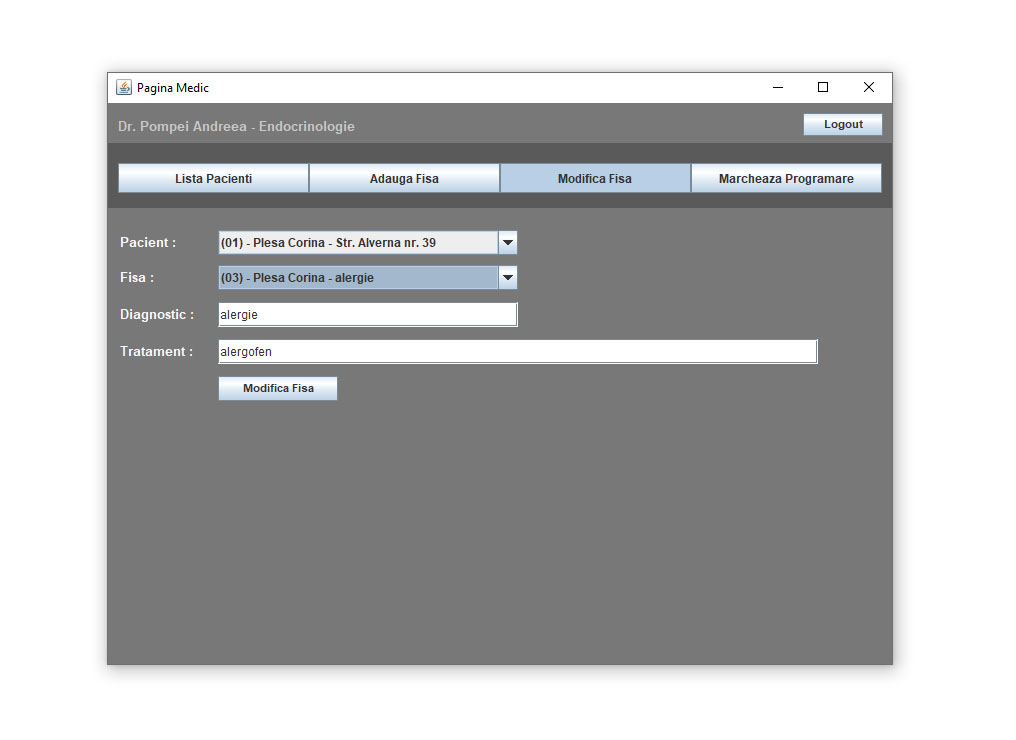 Pagina Medic
Dr. Pompei Andreea - Endocrinologie
Logout
Lista Pacienti
Adauga Fisa
Modifica Fisa
Marcheaza Programare
Pacient : (01) - Plesa Corina - Str. Alverna nr. 39
Fisa : (03) - Plesa Corina - alergie
Diagnostic : alergie
Tratament : alergofen
Modifica Fisa